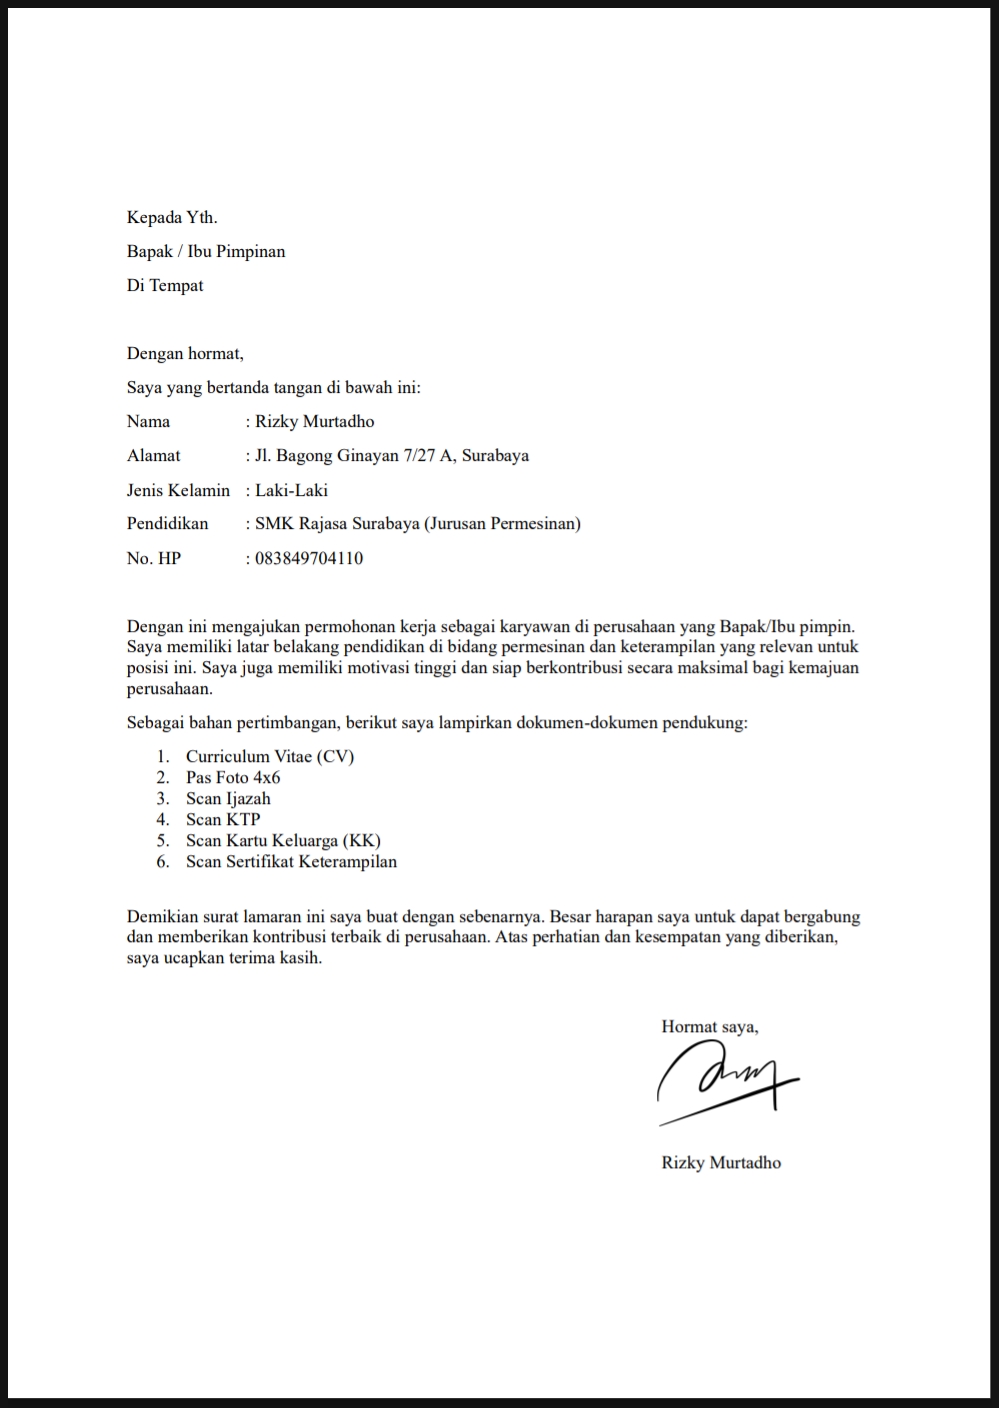 Kepada Yth.
Bapak / Ibu Pimpinan
Di Tempat
Dengan hormat,
Saya yang bertanda tangan di bawah ini:
Nama : Rizky Murtadho
Alamat : Jl. Bagong Ginayan 7/27 A, Surabaya
Jenis Kelamin : Laki-Laki
Pendidikan : SMK Rajasa Surabaya (Jurusan Permesinan)
No. HP : 083849704110
Dengan ini mengajukan permohonan kerja sebagai karyawan di perusahaan yang Bapak/Ibu pimpin.
Saya memiliki latar belakang pendidikan di bidang permesinan dan keterampilan yang relevan untuk
posisi ini. Saya juga memiliki motivasi tinggi dan siap berkontribusi secara maksimal bagi kemajuan
perusahaan.
Sebagai bahan pertimbangan, berikut saya lampirkan dokumen-dokumen pendukung:
1. Curriculum Vitae (CV)
2. Pas Foto 4x6
3. Scan Ijazah
4. Scan KTP
5. Scan Kartu Keluarga (KK)
6. Scan Sertifikat Keterampilan
Demikian surat lamaran ini saya buat dengan sebenarnya. Besar harapan saya untuk dapat bergabung
dan memberikan kontribusi terbaik di perusahaan. Atas perhatian dan kesempatan yang diberikan,
saya ucapkan terima kasih.
Hormat saya,
Rizky Murtadho